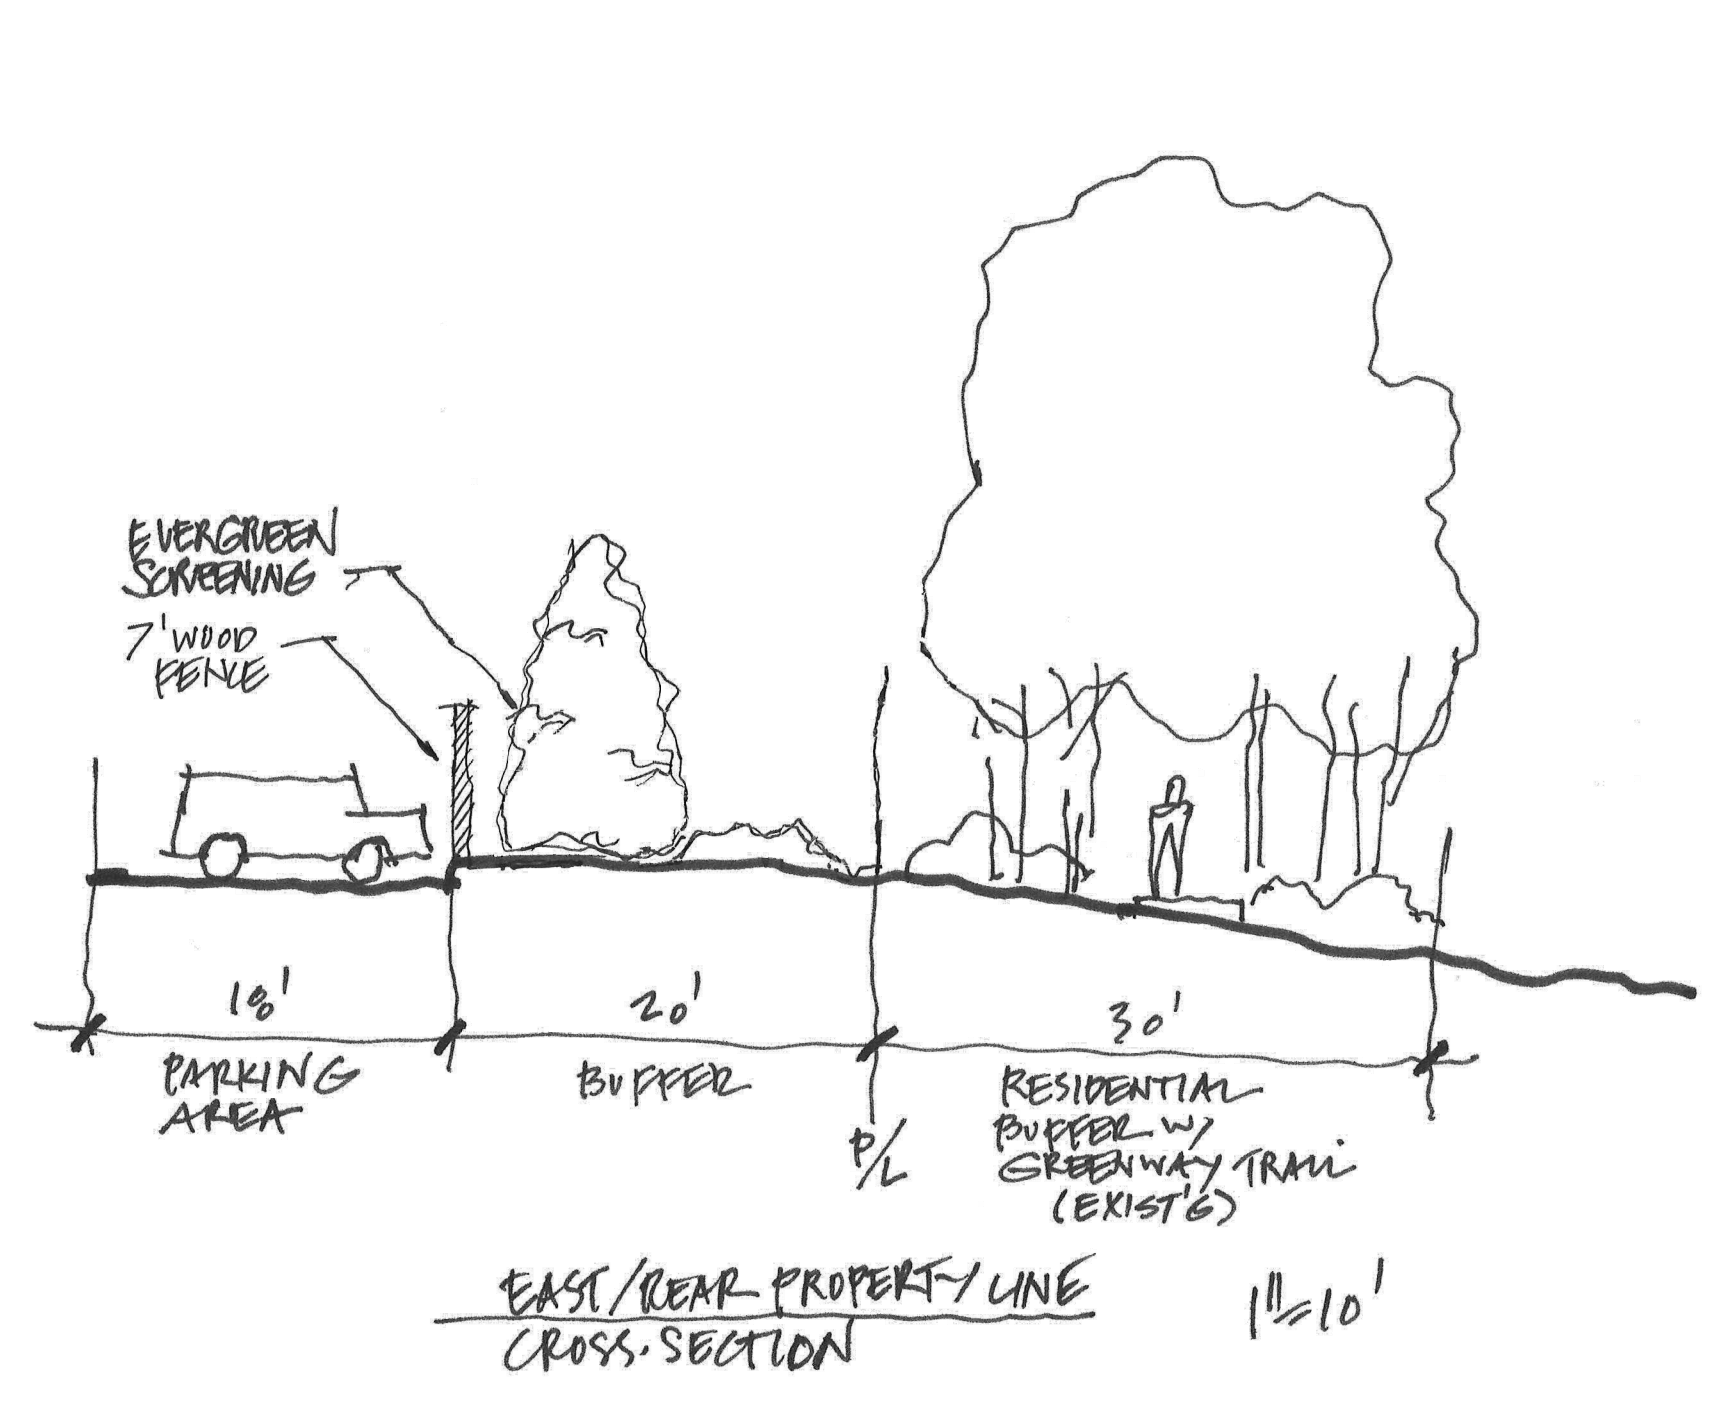 EVERGREEN
SCREENING
7' WOOD
FENCE
18'
20'
30'
PARKING
AREA
BUFFER
P/L
RESIDENTIAL
BUFFER W/
GREENWAY TRAIL
(EXIST'G)
EAST/REAR PROPERTY LINE
CROSS-SECTION
1"=10'